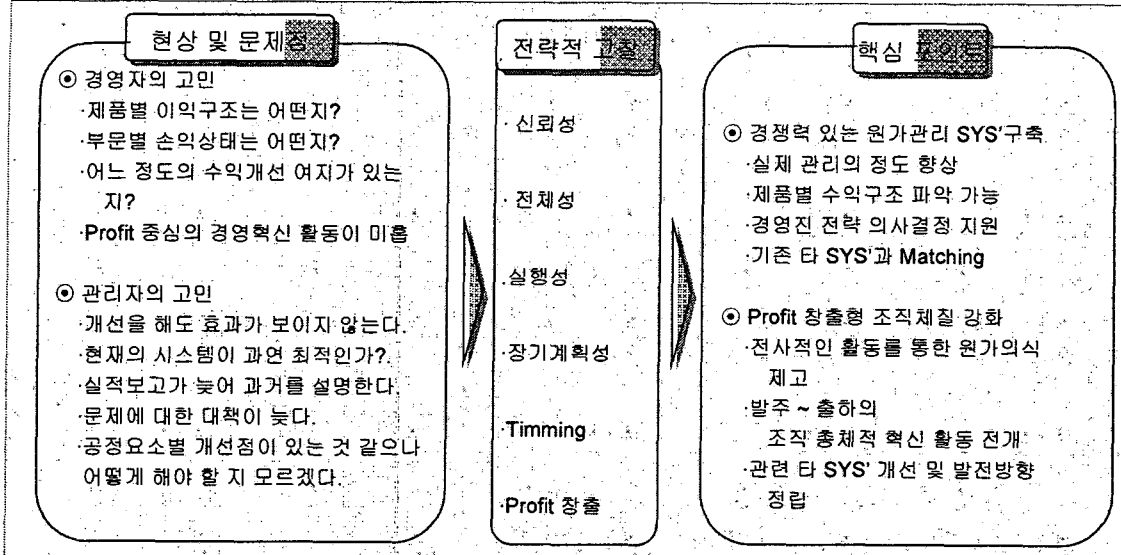 현상 및 문제점
⊙ 경영자의 고민
·제품별 이익구조는 어떤지?
·부문별 손익상태는 어떤지?
·어느 정도의 수익개선 여지가 있는
지?
·Profit 중심의 경영혁신 활동이 미흡
⊙ 관리자의 고민
·개선을 해도 효과가 보이지 않는다.
·현재의 시스템이 과연 최적인가?
·실적보고가 늦어 과거를 설명한다.
·문제에 대한 대책이 늦다.
·공정요소별 개선점이 있는 것 같으나
어떻게 해야 할 지 모르겠다.
전략적 고찰
·신뢰성
·전체성
·실행성
·장기계획성
·Timming
·Profit 창출
핵심 포인트
⊙ 경쟁력 있는 원가관리 SYS'구축
·실제 관리의 정도 향상
·제품별 수익구조 파악 가능
·경영진 전략 의사결정 지원
·기존 타 SYS'과 Matching
⊙ Profit 창출형 조직체질 강화
·전사적인 활동를 통한 원가의식
제고
·발주 ~ 출하의
조직 총체적 혁신 활동 전개
·관련 타 SYS' 개선 및 발전방향
정립